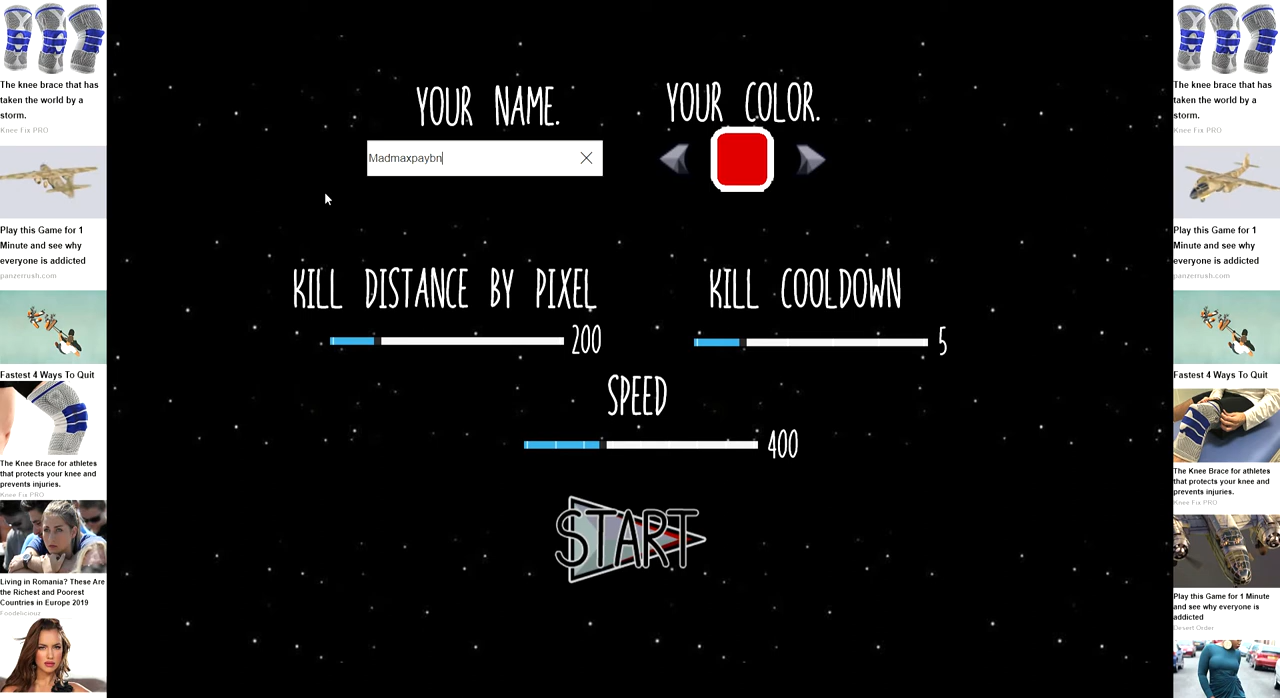 The knee brace that has
taken the world by a
storm.
Knee Fix PRO
Play this Game for 1
Minute and see why
everyone is addicted
panzerrush.com
Fastest 4 Ways To Quit
The Knee Brace for athletes
that protects your knee and
prevents injuries.
Knee Fix PRO
Living in Romania? These Are
the Richest and Poorest
Countries in Europe 2019
Foodelicious
YOUR NAME.
Madmaxpaybn
YOUR COLOR.
KILL DISTANCE BY PIXEL
200
KILL COOLDOWN
5
SPEED
400
START
The knee brace that has
taken the world by a
storm.
Knee Fix PRO
Play this Game for 1
Minute and see why
everyone is addicted
panzerrush.com
Fastest 4 Ways To Quit
The Knee Brace for athletes
that protects your knee and
prevents injuries.
Knee Fix PRO
Play this Game for 1 Minute
and see why everyone is
addicted
Desert Order